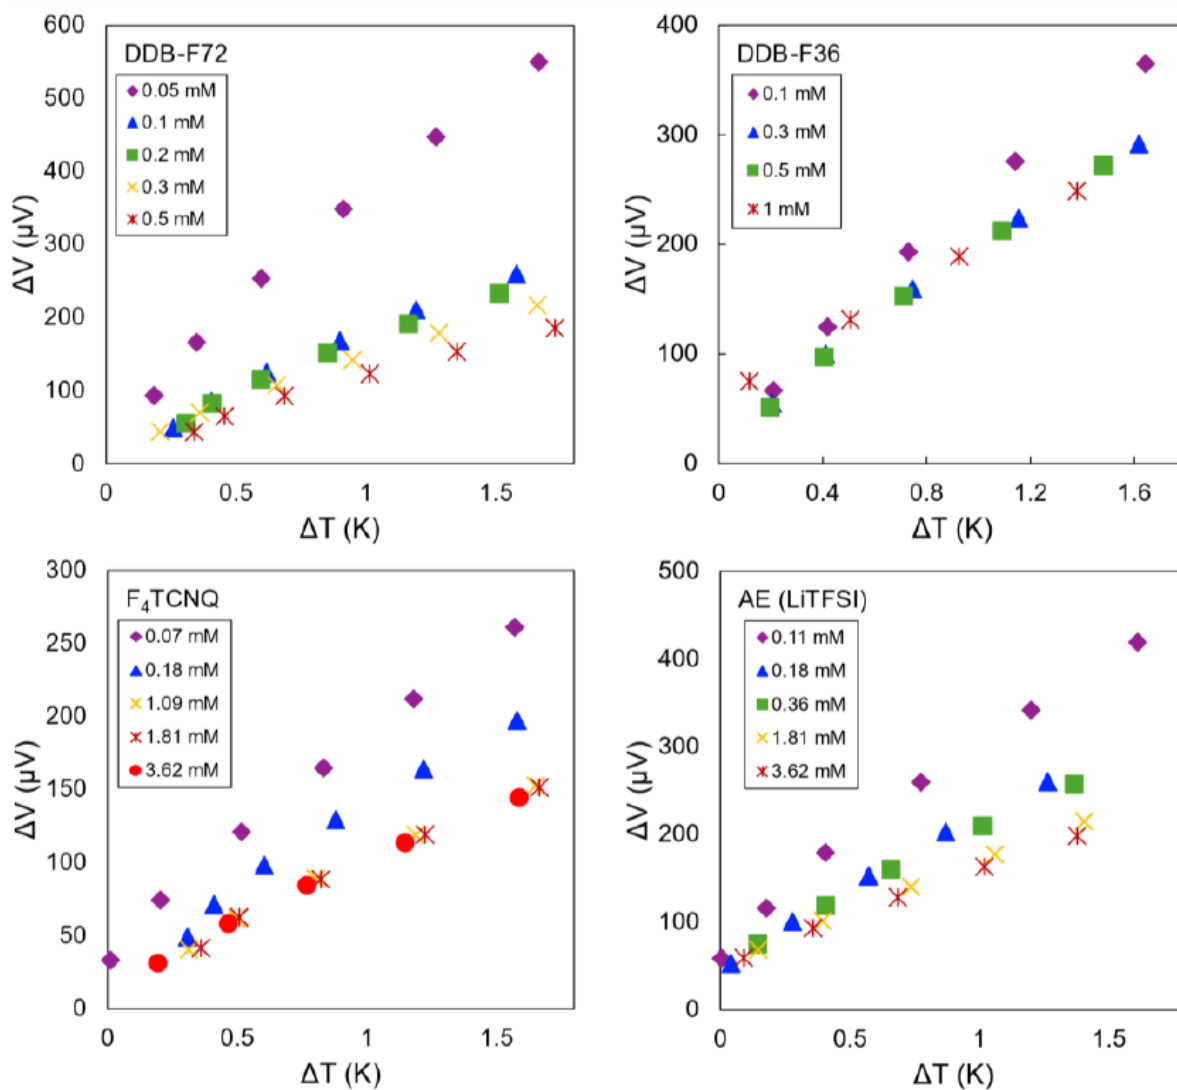 DDB-F72
0.05 mM
0.1 mM
0.2 mM
0.3 mM
0.5 mM
600
500
400
300
200
100
0
0 0.5 1 1.5
ΔV (µV)
ΔT (K)
DDB-F36
0.1 mM
0.3 mM
0.5 mM
1 mM
400
300
200
100
0
0 0.4 0.8 1.2 1.6
ΔV (µV)
ΔT (K)
F₄TCNQ
0.07 mM
0.18 mM
1.09 mM
1.81 mM
3.62 mM
300
250
200
150
100
50
0
0 0.5 1 1.5
ΔV (µV)
ΔT (K)
AE (LiTFSI)
0.11 mM
0.18 mM
0.36 mM
1.81 mM
3.62 mM
500
400
300
200
100
0
0 0.5 1 1.5
ΔV (µV)
ΔT (K)